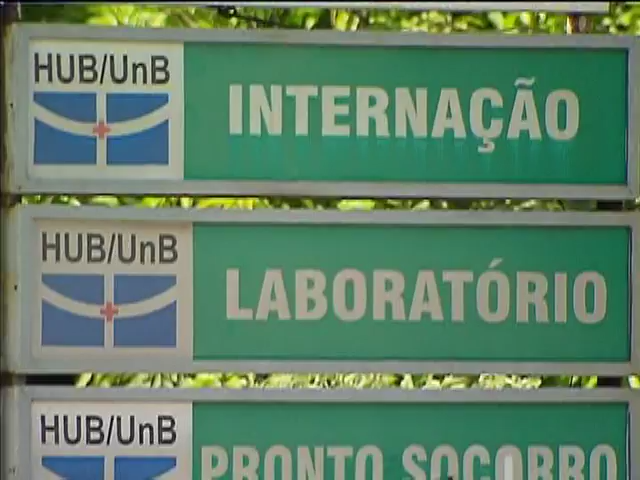 HUB/UnB
INTERNAÇÃO
HUB/UnB
LABORATÓRIO
HUB/UnB
PRONTO SOCORRO